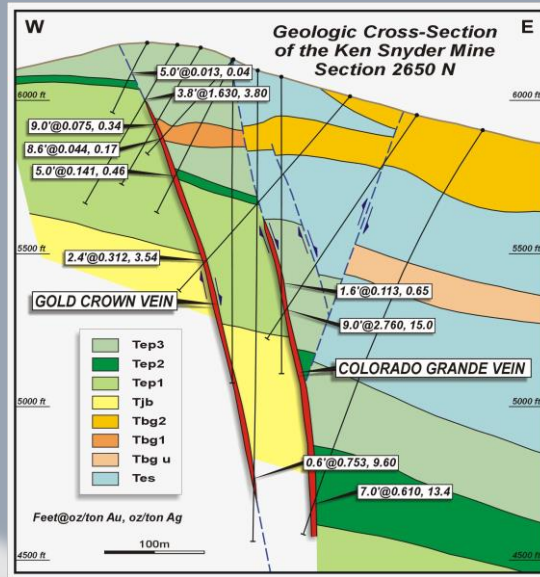 W
Geologic Cross-Section
of the Ken Snyder Mine
Section 2650 N
E
5.0'@0.013, 0.04
3.8'@1.630, 3.80
6000 ft
6000 ft
9.0'@0.075, 0.34
8.6'@0.044, 0.17
5.0'@0.141, 0.46
5500 ft
5500 ft
2.4'@0.312, 3.54
1.6'@0.113, 0.65
GOLD CROWN VEIN
9.0'@2.760, 15.0
Tep3
Tep2
Tep1
Tjb
Tbg2
Tbg1
Tbg u
Tes
COLORADO GRANDE VEIN
5000 ft
5000 ft
0.6'@0.753, 9.60
7.0'@0.610, 13.4
Feet@oz/ton Au, oz/ton Ag
100m
4500 ft
4500 ft